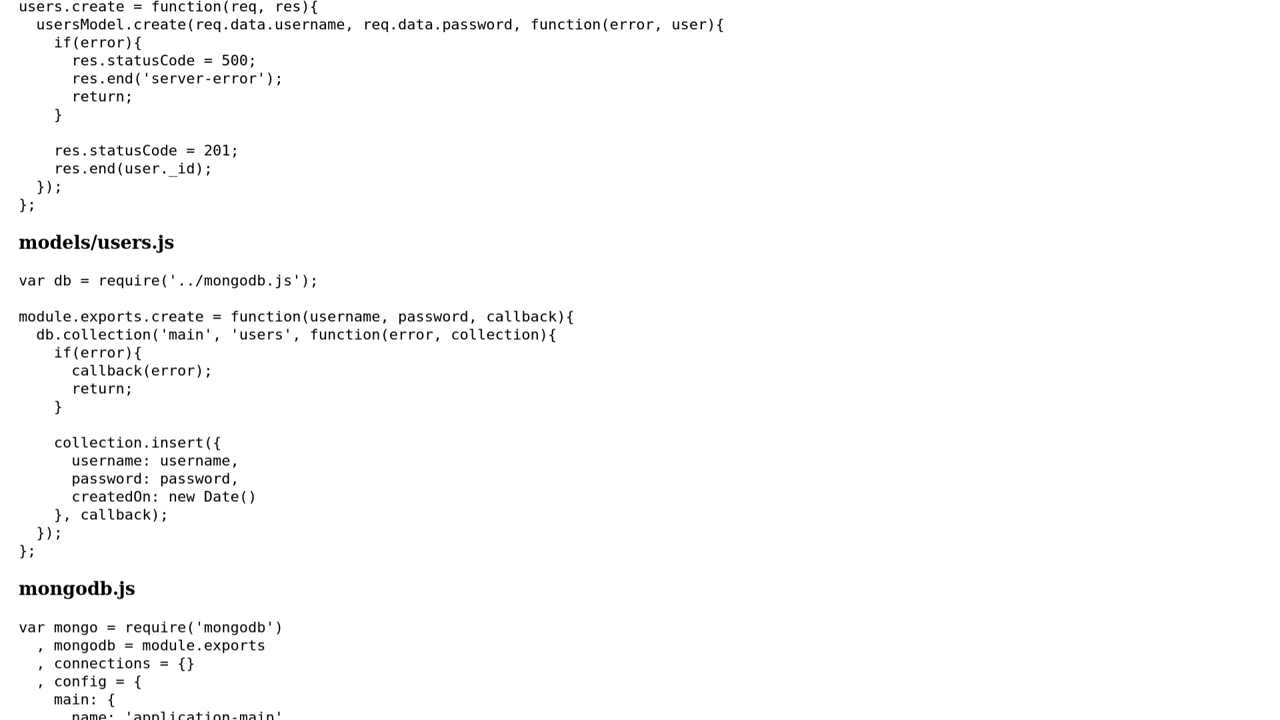 users.create = function(req, res){
  usersModel.create(req.data.username, req.data.password, function(error, user){
    if(error){
      res.statusCode = 500;
      res.end('server-error');
      return;
    }

    res.statusCode = 201;
    res.end(user._id);
  });
};
models/users.js
var db = require('../mongodb.js');

module.exports.create = function(username, password, callback){
  db.collection('main', 'users', function(error, collection){
    if(error){
      callback(error);
      return;
    }

    collection.insert({
      username: username,
      password: password,
      createdOn: new Date()
    }, callback);
  });
};
mongodb.js
var mongo = require('mongodb')
  , mongodb = module.exports
  , connections = {}
  , config = {
    main: {
      name: 'application-main'